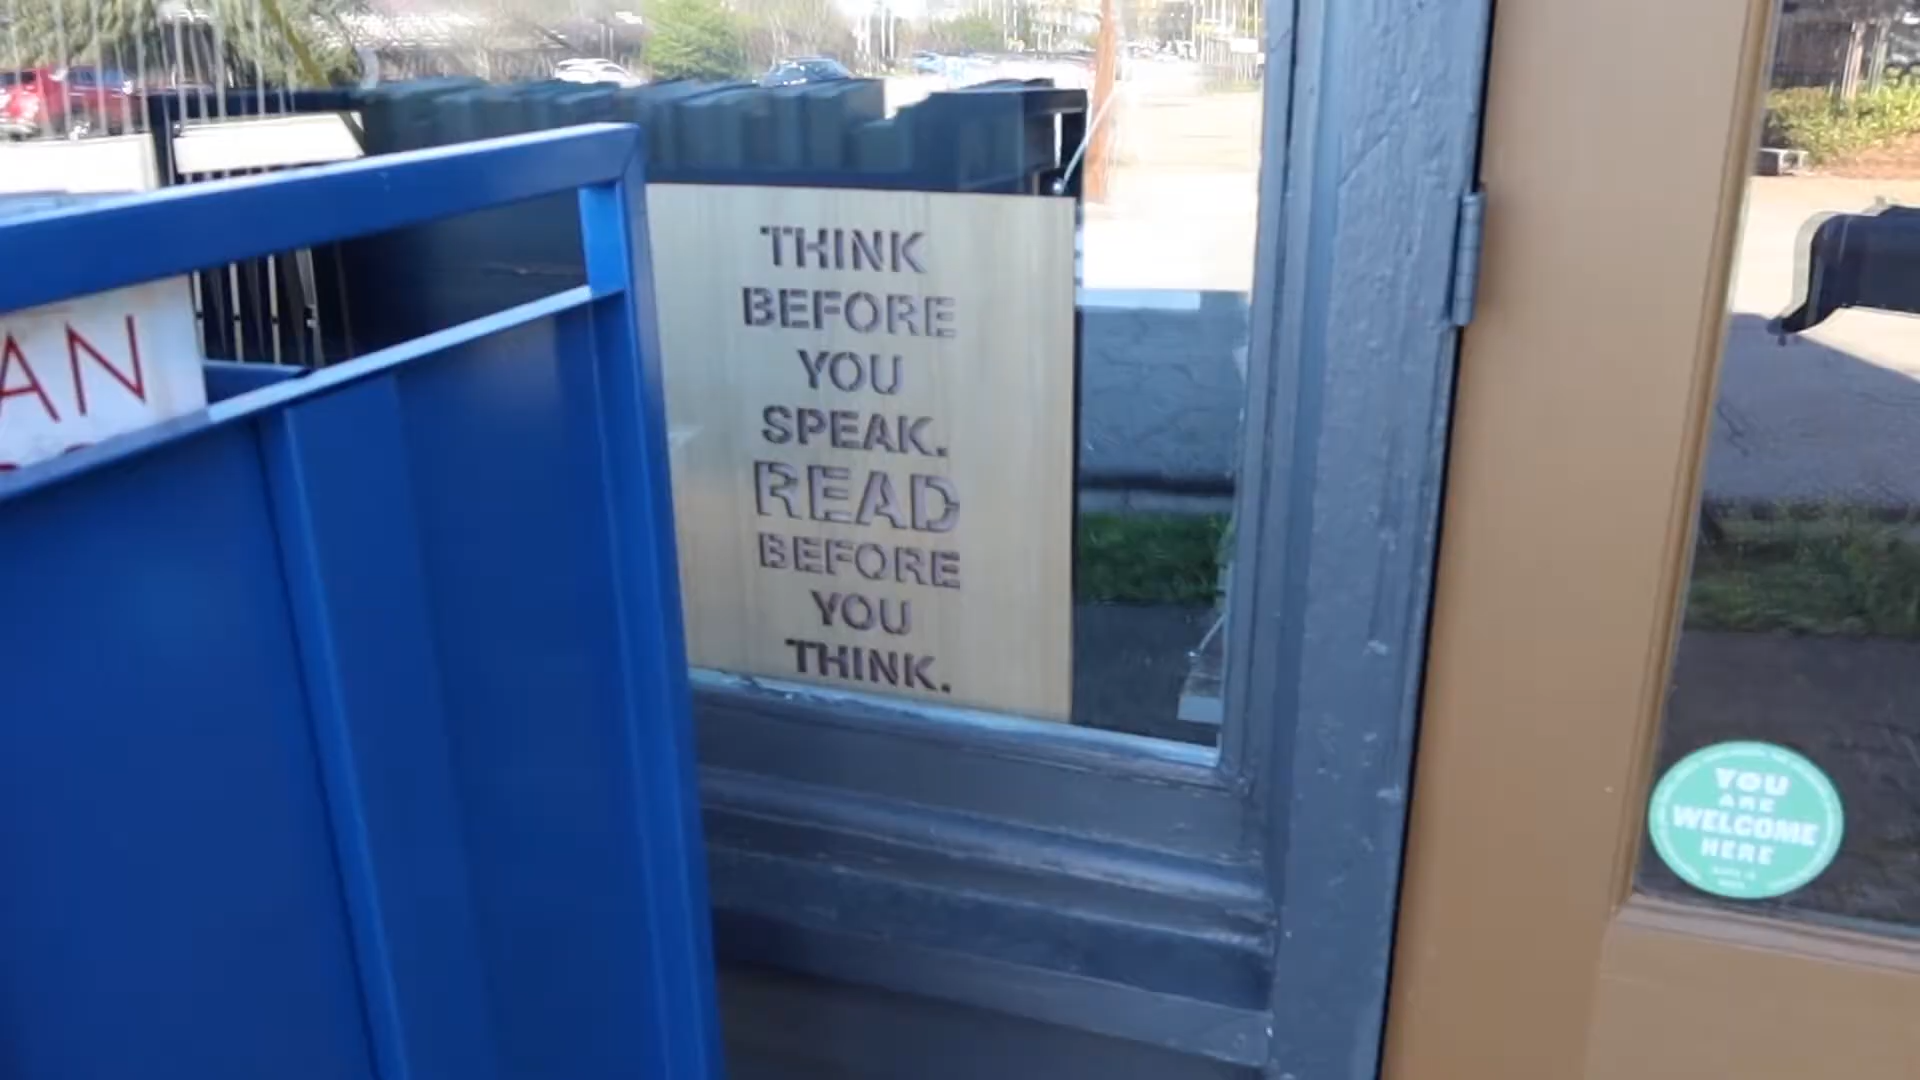 AN
THINK
BEFORE
YOU
SPEAK.
READ
BEFORE
YOU
THINK.
YOU
ARE
WELCOME
HERE